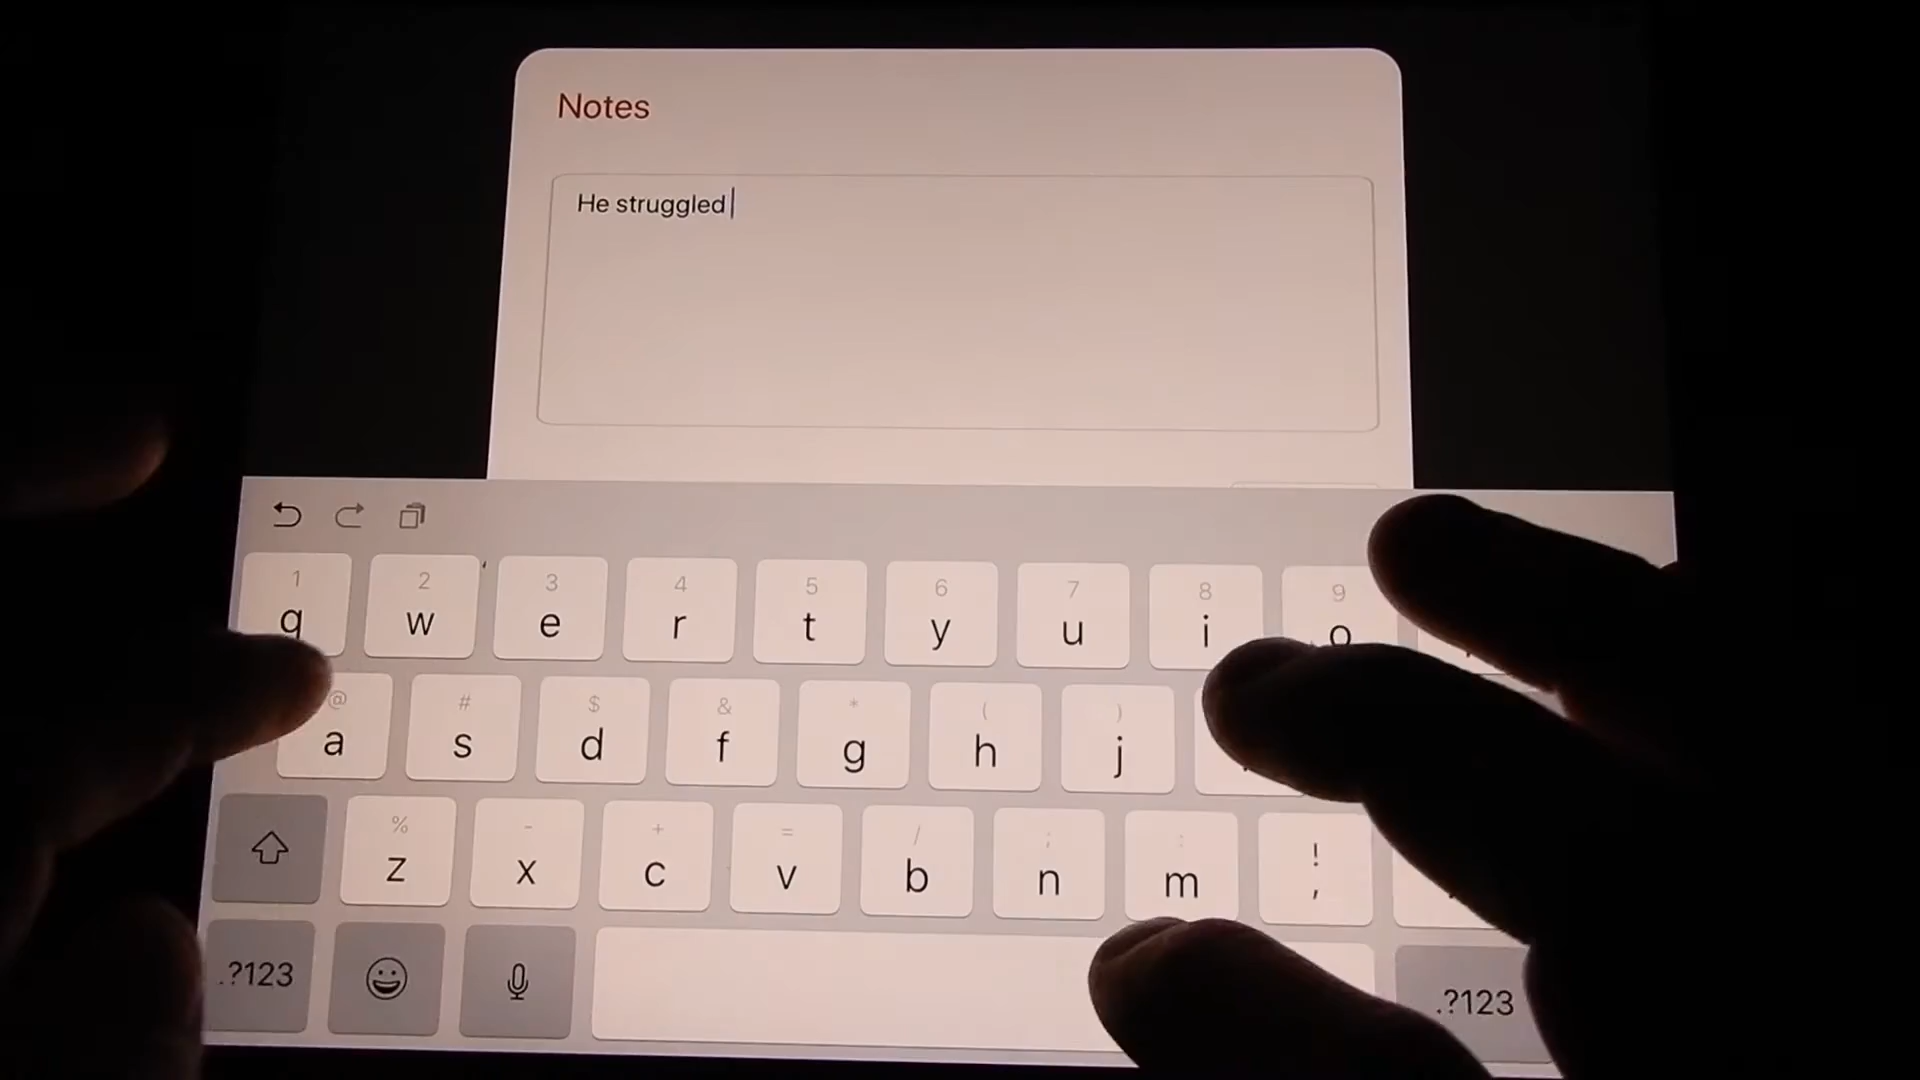 Notes
He struggled
1 2 3 4 5 6 7 8 9
q w e r t y u i o
@ # $ & * ( )
a s d f g h j
% - + = / ; : !
z x c v b n m ,
.?123 .?123